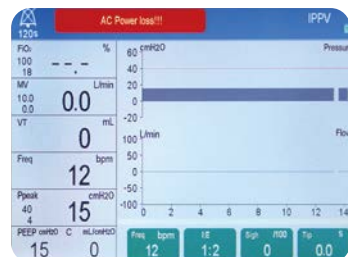 AC Power loss!!!
IPPV
120s
FiO₂ %
100
18
--.-
MV L/min
10.0
0.0
0.0
VT mL
0
Freq bpm
12
Ppeak cmH2O
40
4
15
PEEP cmH2O C mL/cmH2O
15 0
60 cmH2O Pressur
40
20
0
-20
100 L/min Flow
50
0
-50
-100
0 2 4 6 8 10 12 14
Freq bpm I:E Sigh /100 Tip S
12 1:2 0 0.0